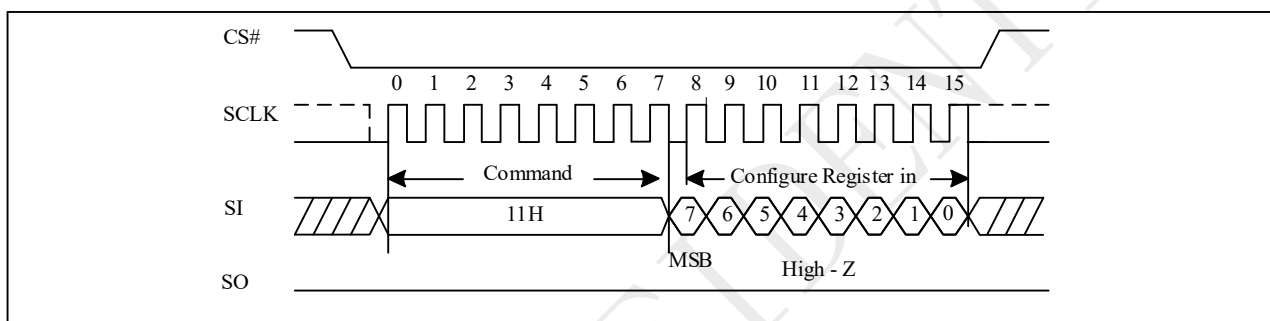 CS#
0 1 2 3 4 5 6 7 8 9 10 11 12 13 14 15
SCLK
Command
Configure Register in
SI
11H
7 6 5 4 3 2 1 0
MSB
High - Z
SO